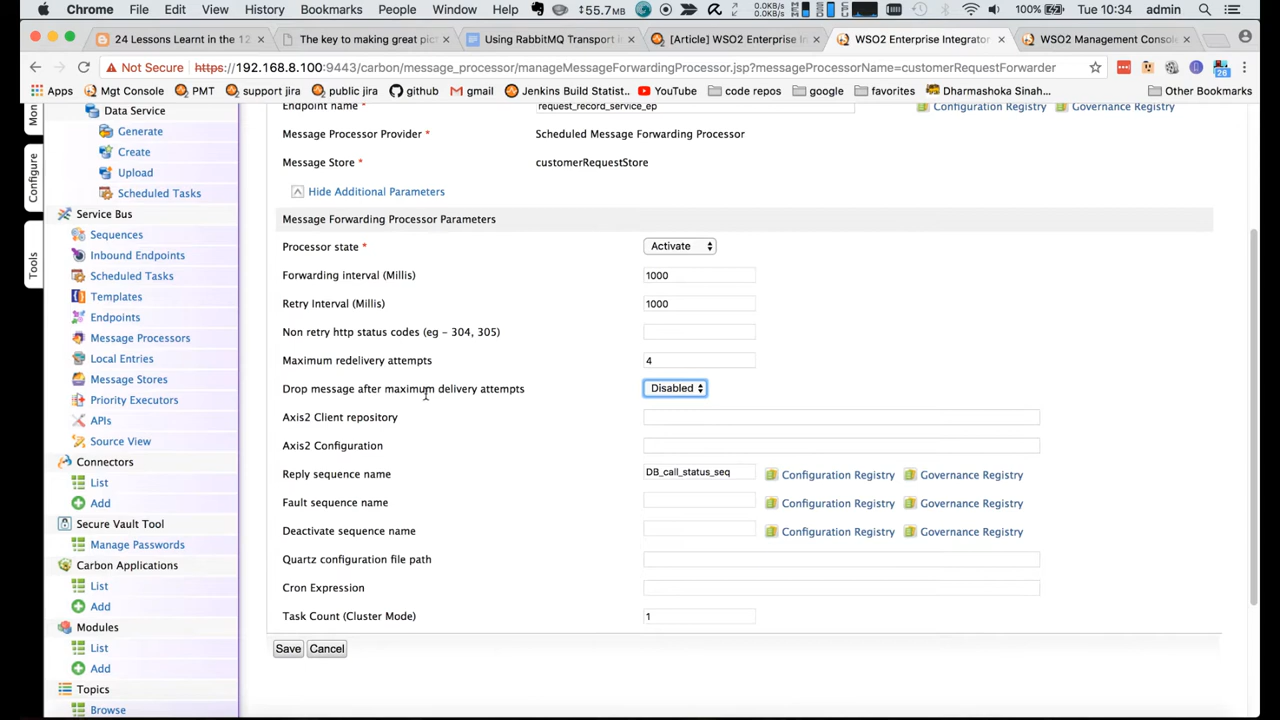 Chrome File Edit View History Bookmarks People Window Help 55.7MB 0.0KB/s 0.0KB/s 100% Tue 10:34 admin
24 Lessons Learnt in the 12 × The key to making great pic × Using RabbitMQ Transport in × [Article] WSO2 Enterprise In × WSO2 Enterprise Integrator × WSO2 Management Console ×
Not Secure https://192.168.8.100:9443/carbon/message_processor/manageMessageForwardingProcessor.jsp?messageProcessorName=customerRequestForwarder 26
Apps Mgt Console PMT support jira public jira github gmail Jenkins Build Statist.. YouTube code repos google favorites Dharmashoka Sinah... Other Bookmarks
Mon
Configure
Tools
Data Service
Generate
Create
Upload
Scheduled Tasks
Service Bus
Sequences
Inbound Endpoints
Scheduled Tasks
Templates
Endpoints
Message Processors
Local Entries
Message Stores
Priority Executors
APIs
Source View
Connectors
List
Add
Secure Vault Tool
Manage Passwords
Carbon Applications
List
Add
Modules
List
Add
Topics
Browse
Endpoint name * request_record_service_ep Configuration Registry Governance Registry
Message Processor Provider * Scheduled Message Forwarding Processor
Message Store * customerRequestStore
Hide Additional Parameters
Message Forwarding Processor Parameters
Processor state * Activate
Forwarding interval (Millis) 1000
Retry Interval (Millis) 1000
Non retry http status codes (eg - 304, 305)
Maximum redelivery attempts 4
Drop message after maximum delivery attempts Disabled
Axis2 Client repository
Axis2 Configuration
Reply sequence name DB_call_status_seq Configuration Registry Governance Registry
Fault sequence name Configuration Registry Governance Registry
Deactivate sequence name Configuration Registry Governance Registry
Quartz configuration file path
Cron Expression
Task Count (Cluster Mode) 1
Save Cancel